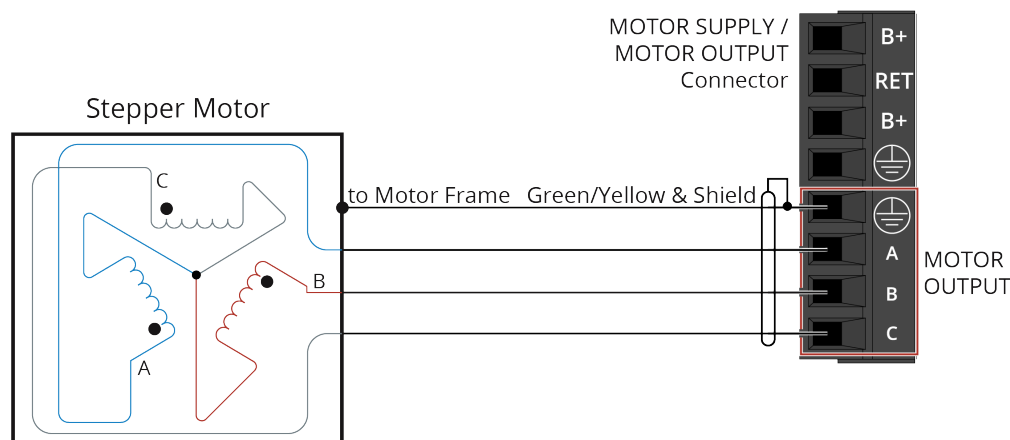 MOTOR SUPPLY /
MOTOR OUTPUT
Connector
B+
RET
B+
Stepper Motor
C
to Motor Frame Green/Yellow & Shield
B
A
A
B
C
MOTOR
OUTPUT